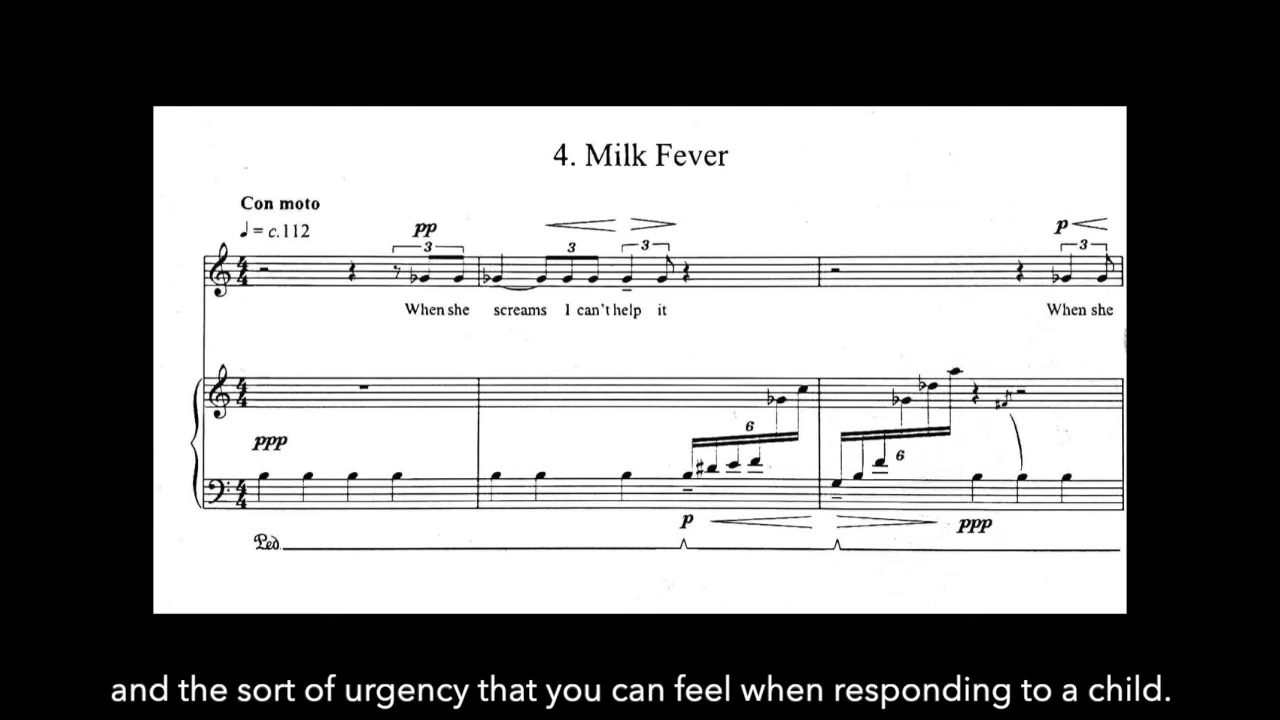 4. Milk Fever
Con moto
♩ = c.112
pp
3 3 3
p
3
When she screams I can't help it When she
ppp
6
6
p
ppp
Ped.
and the sort of urgency that you can feel when responding to a child.